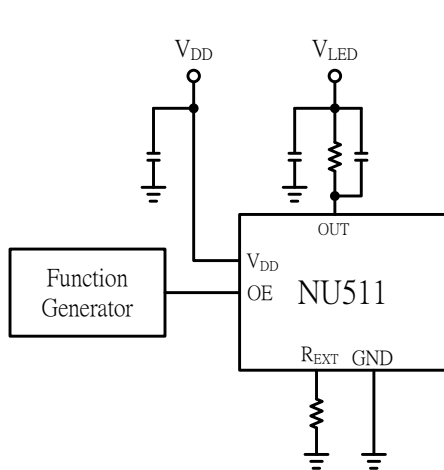 VDD
VLED
OUT
VDD
Function
Generator
OE
NU511
REXT
GND